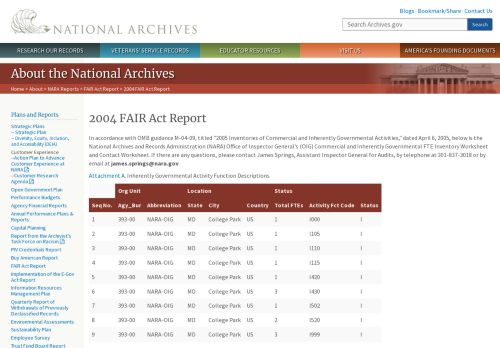 NATIONAL ARCHIVES
Blogs · Bookmark/Share · Contact Us
Search Archives.gov
Search
RESEARCH OUR RECORDS
VETERANS' SERVICE RECORDS
EDUCATOR RESOURCES
VISIT US
AMERICA'S FOUNDING DOCUMENTS
About the National Archives
Home > About > NARA Reports > FAIR Act Report > 2004 FAIR Act Report
Plans and Reports
Strategic Plans
– Strategic Plan
– Diversity, Equity, Inclusion, and Accessibility (DEIA)
Customer Experience
–Action Plan to Advance Customer Experience at NARA
–Customer Research Agenda
Open Government Plan
Performance Budgets
Agency Financial Reports
Annual Performance Plans & Reports
Capital Planning
Report from the Archivist's Task Force on Racism
PIV Credentials Report
Buy American Report
FAIR Act Report
Implementation of the E-Gov Act Report
Information Resources Management Plan
Quarterly Report of Withdrawals of Previously Declassified Records
Environmental Assessments
Sustainability Plan
Employee Survey
Trust Fund Board Report
2004 FAIR Act Report
In accordance with OMB guidance M-04-09, titled "2005 Inventories of Commercial and Inherently Governmental Activities," dated April 6, 2005, below is the
National Archives and Records Administration (NARA) Office of Inspector General's (OIG) Commercial and Inherently Governmental FTE Inventory Worksheet
and Contact Worksheet. If there are any questions, please contact James Springs, Assistant Inspector General for Audits, by telephone at 301-837-3018 or by
email at james.springs@nara.gov.
Attachment A. Inherently Governmental Activity Function Descriptions.
Org Unit Location Status
Seq No. Agy_Bur Abbreviation State City Country Total FTEs Activity Fct Code Status
1 393-00 NARA-OIG MD College Park US 1 I000 I
2 393-00 NARA-OIG MD College Park US 1 I105 I
3 393-00 NARA-OIG MD College Park US 1 I110 I
4 393-00 NARA-OIG MD College Park US 1 I115 I
5 393-00 NARA-OIG MD College Park US 1 I420 I
6 393-00 NARA-OIG MD College Park US 3 I430 I
7 393-00 NARA-OIG MD College Park US 1 I502 I
8 393-00 NARA-OIG MD College Park US 2 I520 I
9 393-00 NARA-OIG MD College Park US 3 I999 I